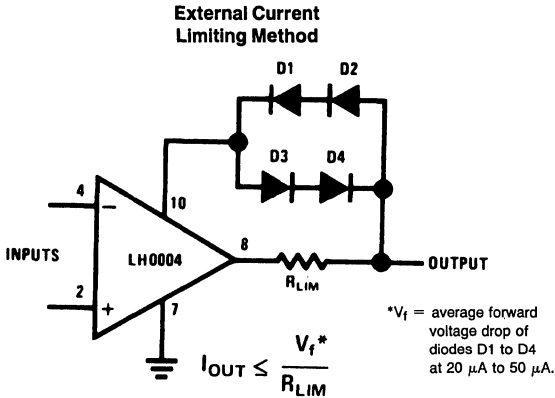 External Current
Limiting Method
D1
D2
D3
D4
4
10
−
INPUTS
LH0004
8
RLIM
OUTPUT
2
+
7
IOUT ≤ Vf* / RLIM
*Vf = average forward
voltage drop of
diodes D1 to D4
at 20 μA to 50 μA.